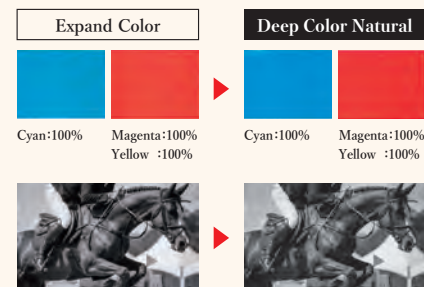 Expand Color
Deep Color Natural
Cyan:100%
Magenta:100%
Yellow :100%
Cyan:100%
Magenta:100%
Yellow :100%